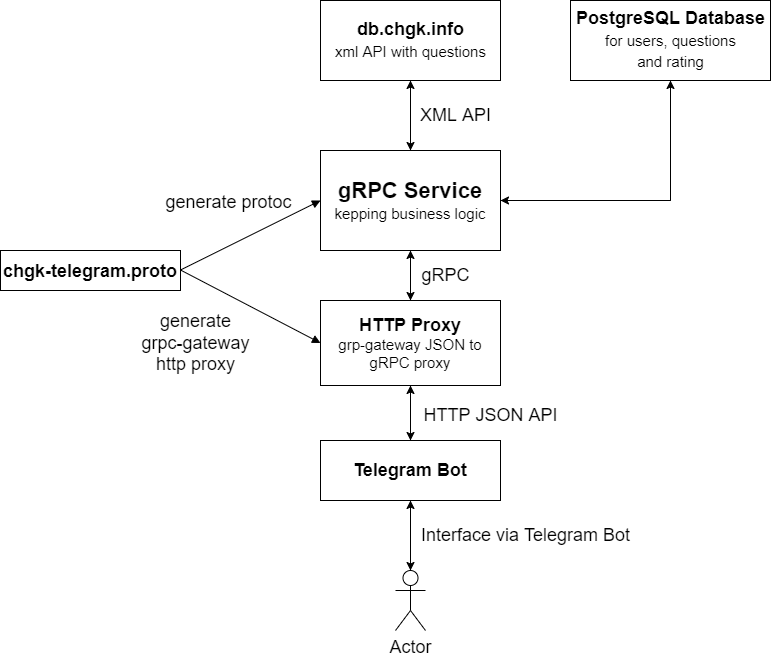 db.chgk.info
xml API with questions
PostgreSQL Database
for users, questions
and rating
XML API
generate protoc
gRPC Service
kepping business logic
chgk-telegram.proto
gRPC
generate
grpc-gateway
http proxy
HTTP Proxy
grp-gateway JSON to
gRPC proxy
HTTP JSON API
Telegram Bot
Interface via Telegram Bot
Actor